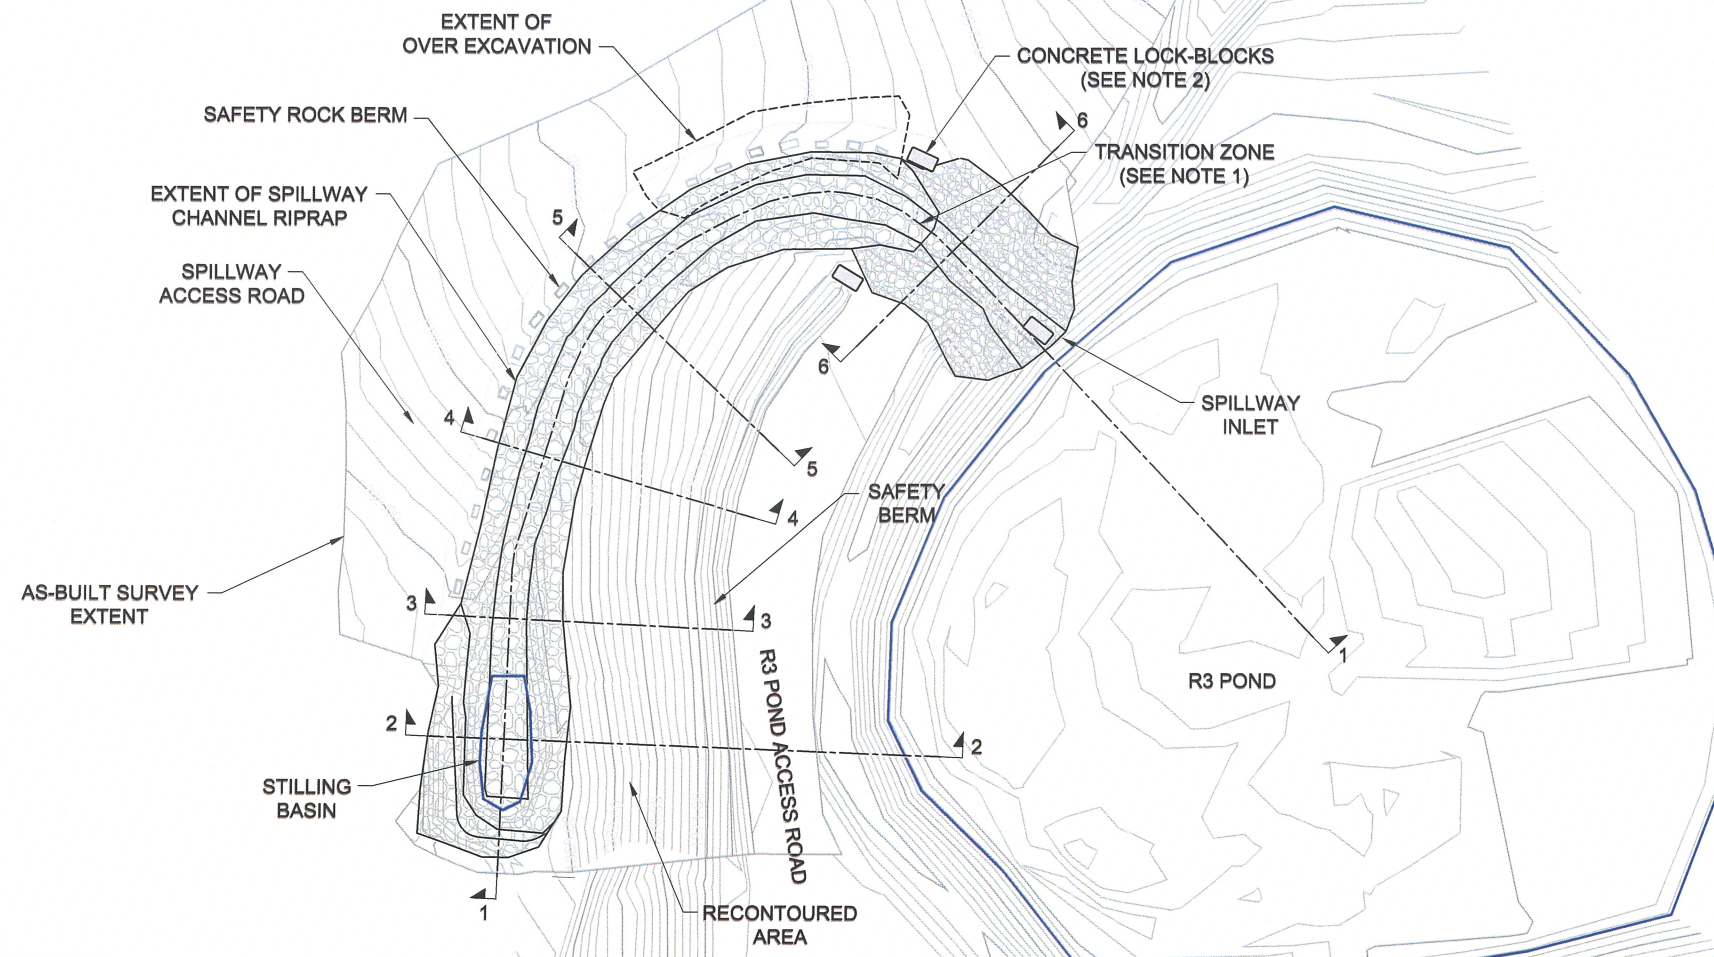 EXTENT OF
OVER EXCAVATION
CONCRETE LOCK-BLOCKS
(SEE NOTE 2)
SAFETY ROCK BERM
6
TRANSITION ZONE
(SEE NOTE 1)
EXTENT OF SPILLWAY
CHANNEL RIPRAP
5
SPILLWAY
ACCESS ROAD
6
SPILLWAY
INLET
4
5
SAFETY
BERM
4
AS-BUILT SURVEY
EXTENT
3
3
1
R3 POND
R3 POND ACCESS ROAD
2
2
STILLING
BASIN
1
RECONTOURED
AREA